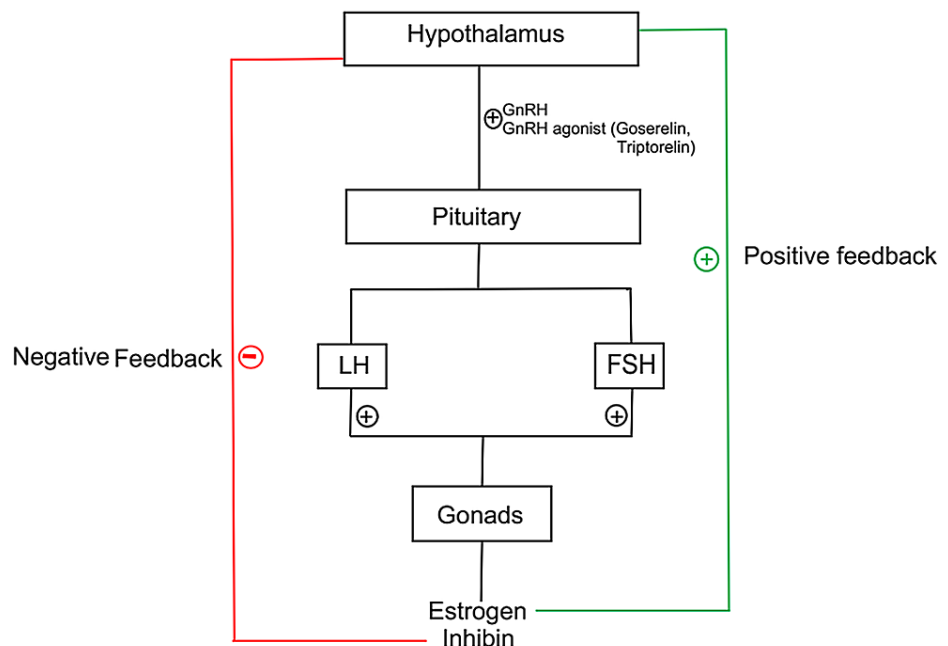 Hypothalamus
⊕GnRH
GnRH agonist (Goserelin,
Triptorelin)
Pituitary
⊕ Positive feedback
Negative Feedback ⊖
LH
FSH
⊕
⊕
Gonads
Estrogen
Inhibin